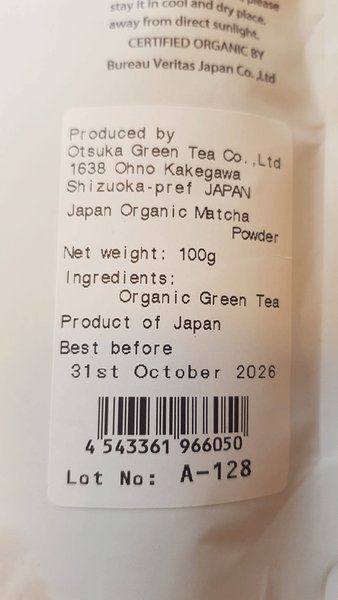 please
stay it in cool and dry place,
away from direct sunlight.
CERTIFIED ORGANIC BY
Bureau Veritas Japan Co.,Ltd
Produced by
Otsuka Green Tea Co.,Ltd
1638 Ohno Kakegawa
Shizuoka-pref JAPAN
Japan Organic Matcha
Powder
Net weight: 100g
Ingredients:
Organic Green Tea
Product of Japan
Best before
31st October 2026
4 543361 966050
Lot No: A-128